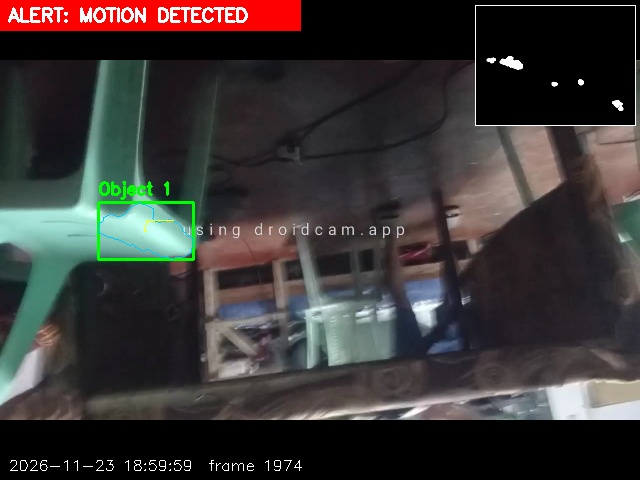 ALERT: MOTION DETECTED
Object 1
using droidcam.app
2026-11-23 18:59:59 frame 1974